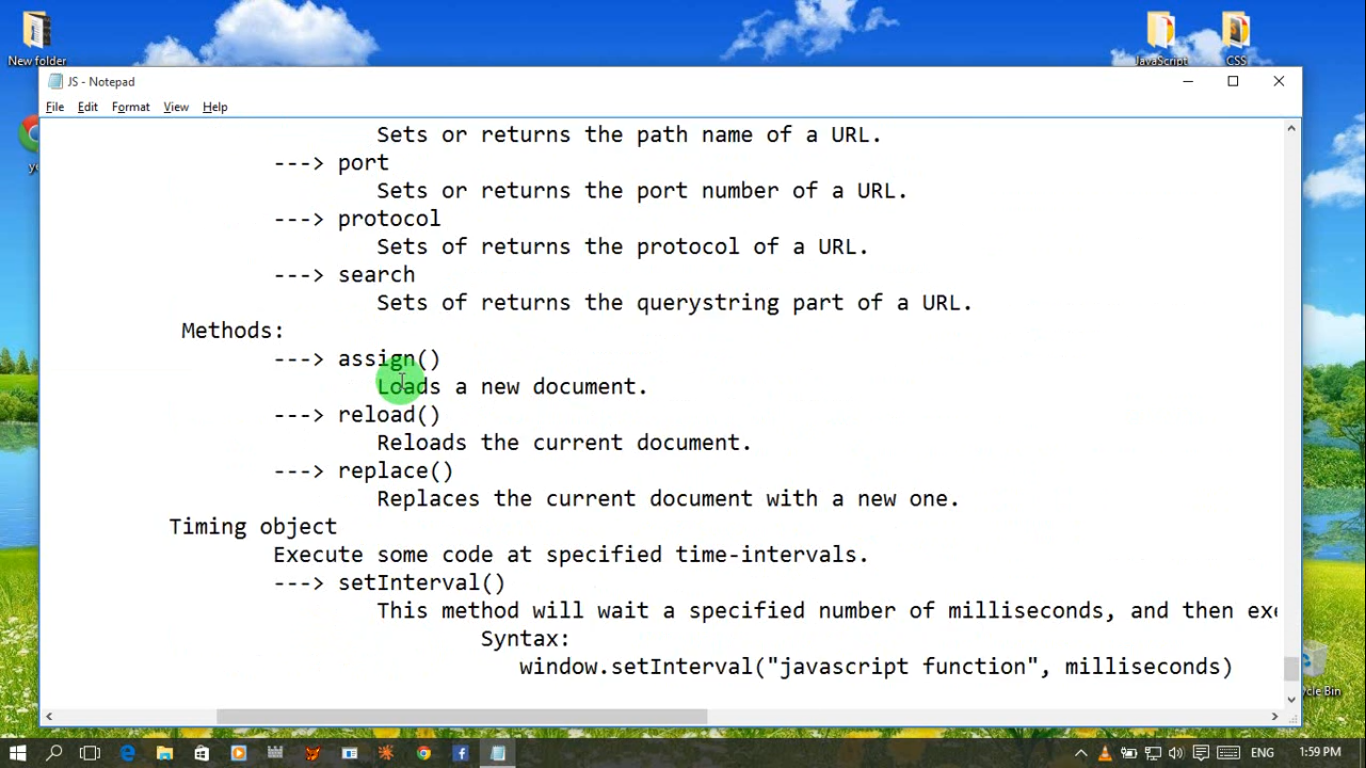 New folder
JavaScript
CSS
JS - Notepad
File Edit Format View Help
Sets or returns the path name of a URL.
---> port
Sets or returns the port number of a URL.
---> protocol
Sets of returns the protocol of a URL.
---> search
Sets of returns the querystring part of a URL.
Methods:
---> assign()
Loads a new document.
---> reload()
Reloads the current document.
---> replace()
Replaces the current document with a new one.
Timing object
Execute some code at specified time-intervals.
---> setInterval()
This method will wait a specified number of milliseconds, and then exe
Syntax:
window.setInterval("javascript function", milliseconds)
ycle Bin
ENG 1:59 PM